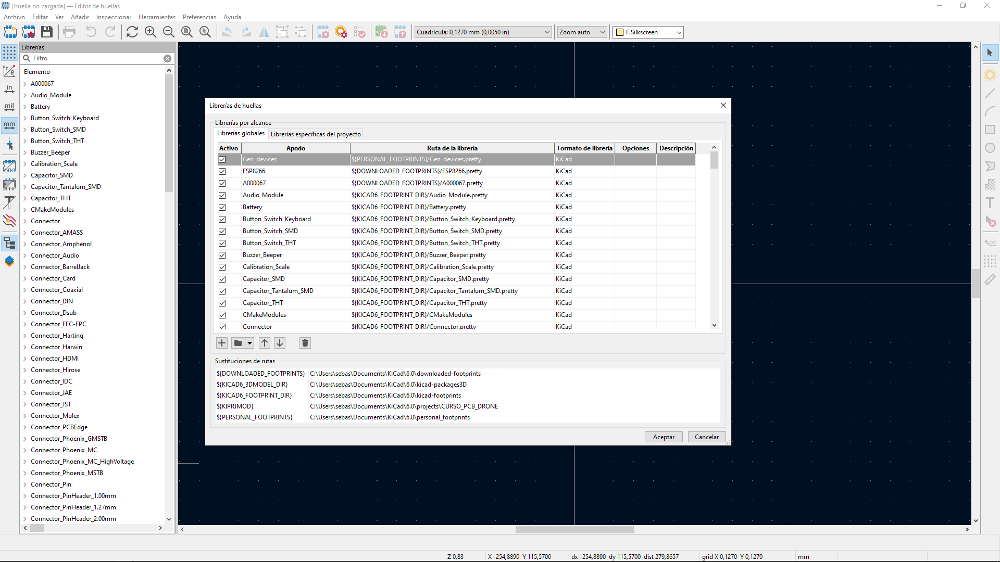 [huella no cargada] — Editor de huellas
Archivo Editar Ver Añadir Inspeccionar Herramientas Preferencias Ayuda
Cuadrícula: 0,1270 mm (0,0050 in) Zoom auto F.Silkscreen
Librerías
Filtro
Elemento
A000067
Audio_Module
Battery
Button_Switch_Keyboard
Button_Switch_SMD
Button_Switch_THT
Buzzer_Beeper
Calibration_Scale
Capacitor_SMD
Capacitor_Tantalum_SMD
Capacitor_THT
CMakeModules
Connector
Connector_AMASS
Connector_Amphenol
Connector_Audio
Connector_BarrelJack
Connector_Card
Connector_Coaxial
Connector_DIN
Connector_Dsub
Connector_FFC-FPC
Connector_Harting
Connector_Harwin
Connector_HDMI
Connector_Hirose
Connector_IDC
Connector_JAE
Connector_JST
Connector_Molex
Connector_PCBEdge
Connector_Phoenix_GMSTB
Connector_Phoenix_MC
Connector_Phoenix_MC_HighVoltage
Connector_Phoenix_MSTB
Connector_Pin
Connector_PinHeader_1.00mm
Connector_PinHeader_1.27mm
Connector_PinHeader_2.00mm
in
mil
mm
Librerías de huellas
Librerías por alcance
Librerías globales Librerías específicas del proyecto
Activo Apodo Ruta de la librería Formato de librería Opciones Descripción
Gen_devices ${PERSONAL_FOOTPRINTS}/Gen_devices.pretty KiCad
ESP8266 ${DOWNLOADED_FOOTPRINTS}/ESP8266.pretty KiCad
A000067 ${DOWNLOADED_FOOTPRINTS}/A000067.pretty KiCad
Audio_Module ${KICAD6_FOOTPRINT_DIR}/Audio_Module.pretty KiCad
Battery ${KICAD6_FOOTPRINT_DIR}/Battery.pretty KiCad
Button_Switch_Keyboard ${KICAD6_FOOTPRINT_DIR}/Button_Switch_Keyboard.pretty KiCad
Button_Switch_SMD ${KICAD6_FOOTPRINT_DIR}/Button_Switch_SMD.pretty KiCad
Button_Switch_THT ${KICAD6_FOOTPRINT_DIR}/Button_Switch_THT.pretty KiCad
Buzzer_Beeper ${KICAD6_FOOTPRINT_DIR}/Buzzer_Beeper.pretty KiCad
Calibration_Scale ${KICAD6_FOOTPRINT_DIR}/Calibration_Scale.pretty KiCad
Capacitor_SMD ${KICAD6_FOOTPRINT_DIR}/Capacitor_SMD.pretty KiCad
Capacitor_Tantalum_SMD ${KICAD6_FOOTPRINT_DIR}/Capacitor_Tantalum_SMD.pretty KiCad
Capacitor_THT ${KICAD6_FOOTPRINT_DIR}/Capacitor_THT.pretty KiCad
CMakeModules ${KICAD6_FOOTPRINT_DIR}/CMakeModules KiCad
Connector ${KICAD6_FOOTPRINT_DIR}/Connector.pretty KiCad
Sustituciones de rutas
${DOWNLOADED_FOOTPRINTS} C:\Users\sebas\Documents\KiCad\6.0\downloaded-footprints
${KICAD6_3DMODEL_DIR} C:\Users\sebas\Documents\KiCad\6.0\kicad-packages3D
${KICAD6_FOOTPRINT_DIR} C:\Users\sebas\Documents\KiCad\6.0\kicad-footprints
${KIPRJMOD} C:\Users\sebas\Documents\KiCad\6.0\projects\CURSO_PCB_DRONE
${PERSONAL_FOOTPRINTS} C:\Users\sebas\Documents\KiCad\6.0\personal_footprints
Aceptar Cancelar
Z 0,83 X -254,8890 Y 115,5700 dx -254,8890 dy 115,5700 dist 279,8657 grid X 0,1270 Y 0,1270 mm